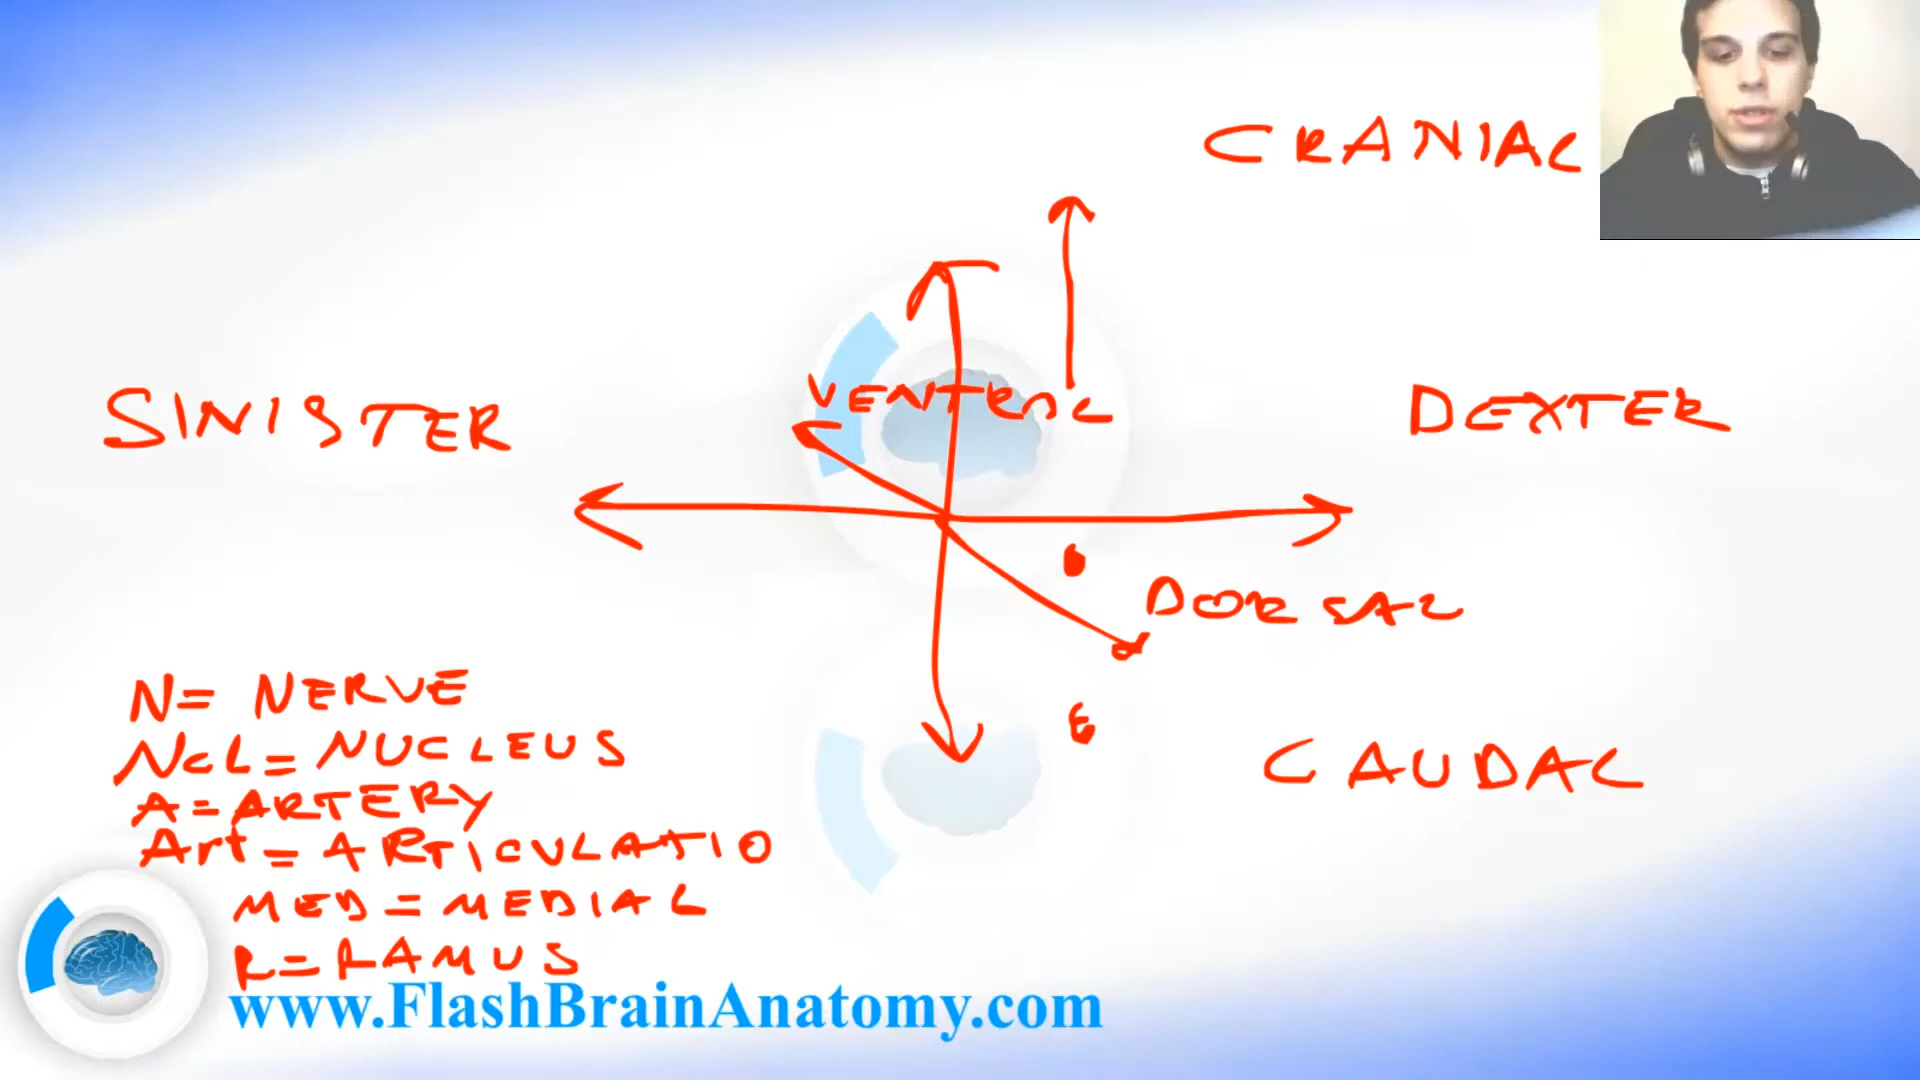 CRANIAL
VENTRAL
SINISTER
DEXTER
DORSAL
N= NERVE
NcL= NUCLEUS
CAUDAL
A=ARTERY
Art= ARTICULATIO
MED = MEDIAL
R=RAMUS
www.FlashBrainAnatomy.com